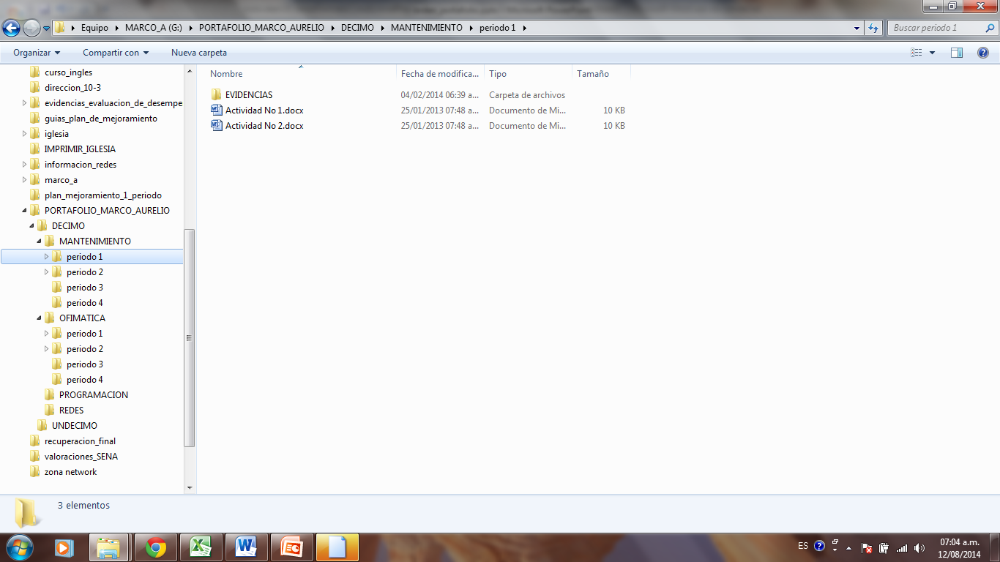 Equipo MARCO_A (G:) PORTAFOLIO_MARCO_AURELIO DECIMO MANTENIMIENTO periodo 1
Buscar periodo 1
Organizar Compartir con Nueva carpeta
curso_ingles
direccion_10-3
evidencias_evaluacion_de_desempe
guias_plan_de_mejoramiento
iglesia
IMPRIMIR_IGLESIA
informacion_redes
marco_a
plan_mejoramiento_1_periodo
PORTAFOLIO_MARCO_AURELIO
DECIMO
MANTENIMIENTO
periodo 1
periodo 2
periodo 3
periodo 4
OFIMATICA
periodo 1
periodo 2
periodo 3
periodo 4
PROGRAMACION
REDES
UNDECIMO
recuperacion_final
valoraciones_SENA
zona network
Nombre Fecha de modifica... Tipo Tamaño
EVIDENCIAS 04/02/2014 06:39 a... Carpeta de archivos
Actividad No 1.docx 25/01/2013 07:48 a... Documento de Mi... 10 KB
Actividad No 2.docx 25/01/2013 07:48 a... Documento de Mi... 10 KB
3 elementos
ES
07:04 a.m.
12/08/2014